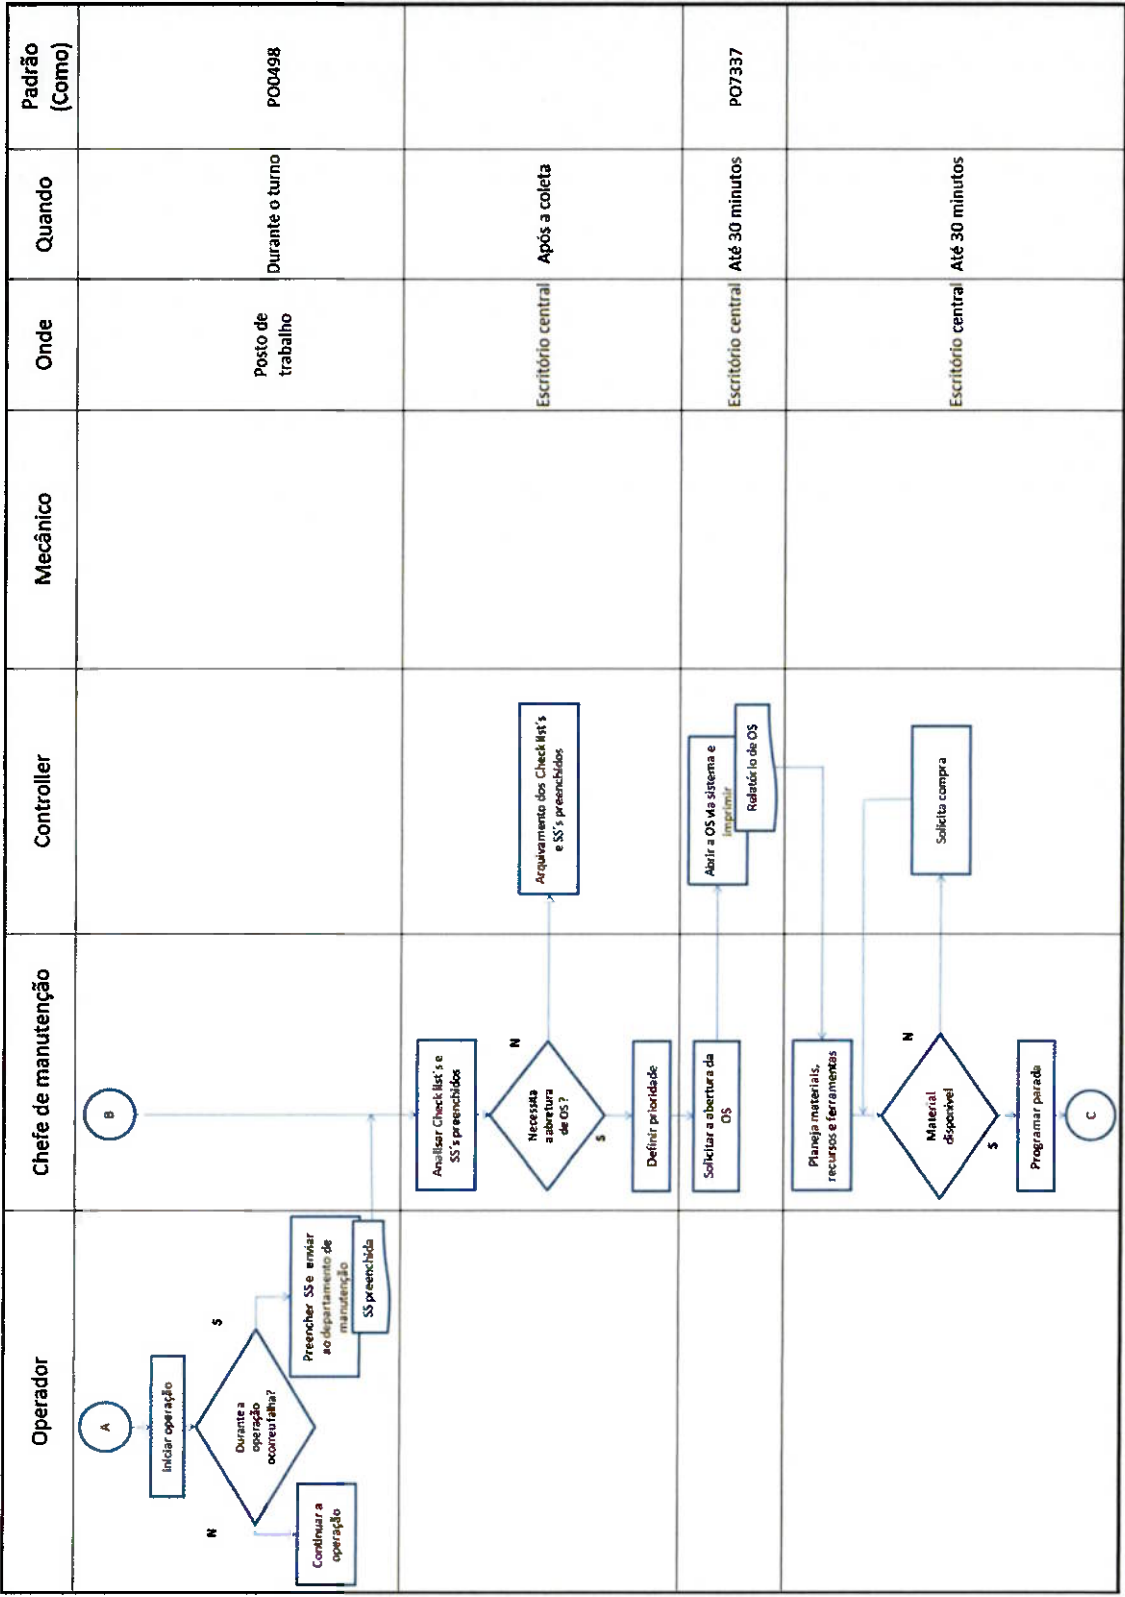 Operador
Chefe de manutenção
Controller
Mecânico
Onde
Quando
Padrão
(Como)
A
B
Iniciar operação
Durante a
operação
ocorreu falha?
N
S
Continuar a
operação
Preencher SS e enviar
ao departamento de
manutenção
SS preenchida
Posto de
trabalho
Durante o turno
PO0498
Analisar Check list´s e
SS´s preenchidos
Necessita
a abretura
de OS ?
N
S
Arquivamento dos Check list´s
e SS´s preenchidos
Definir prioridade
Escritório central
Após a coleta
Solicitar a abertura da
OS
Abrir a OS via sistema e
imprimir
Relatório de OS
Escritório central
Até 30 minutos
PO7337
Planeja materiais,
recursos e ferramentas
Material
disponivel
N
S
Solicita compra
Programar parada
C
Escritório central
Até 30 minutos